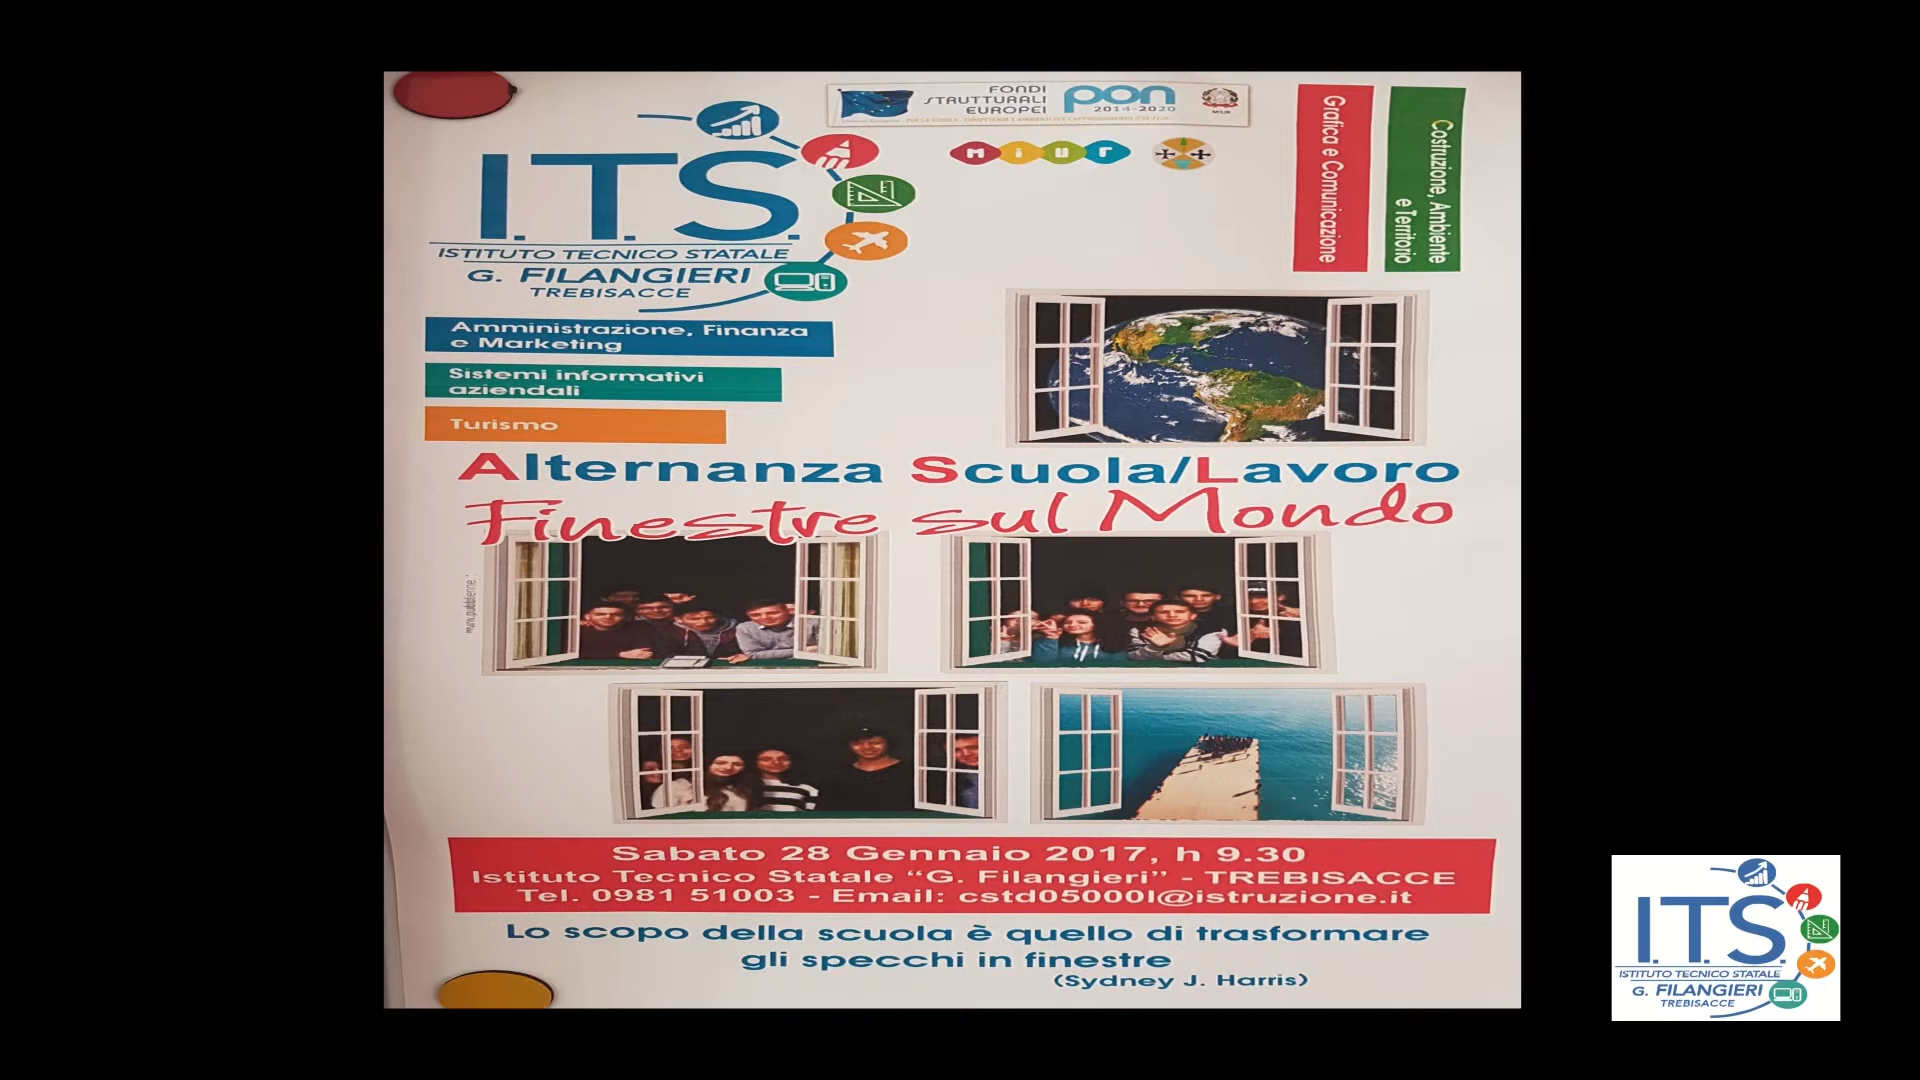 FONDI
STRUTTURALI
EUROPEI
pon
2014-2020
MIUR
miur
I.T.S.
ISTITUTO TECNICO STATALE
G. FILANGIERI
TREBISACCE
Grafica e Comunicazione
Costruzione, Ambiente
e Territorio
Amministrazione, Finanza
e Marketing
Sistemi informativi
aziendali
Turismo
Alternanza Scuola/Lavoro
Finestre sul Mondo
Sabato 28 Gennaio 2017, h 9.30
Istituto Tecnico Statale “G. Filangieri” - TREBISACCE
Tel. 0981 51003 - Email: cstd05000l@istruzione.it
Lo scopo della scuola è quello di trasformare
gli specchi in finestre
(Sydney J. Harris)
I.T.S.
ISTITUTO TECNICO STATALE
G. FILANGIERI
TREBISACCE